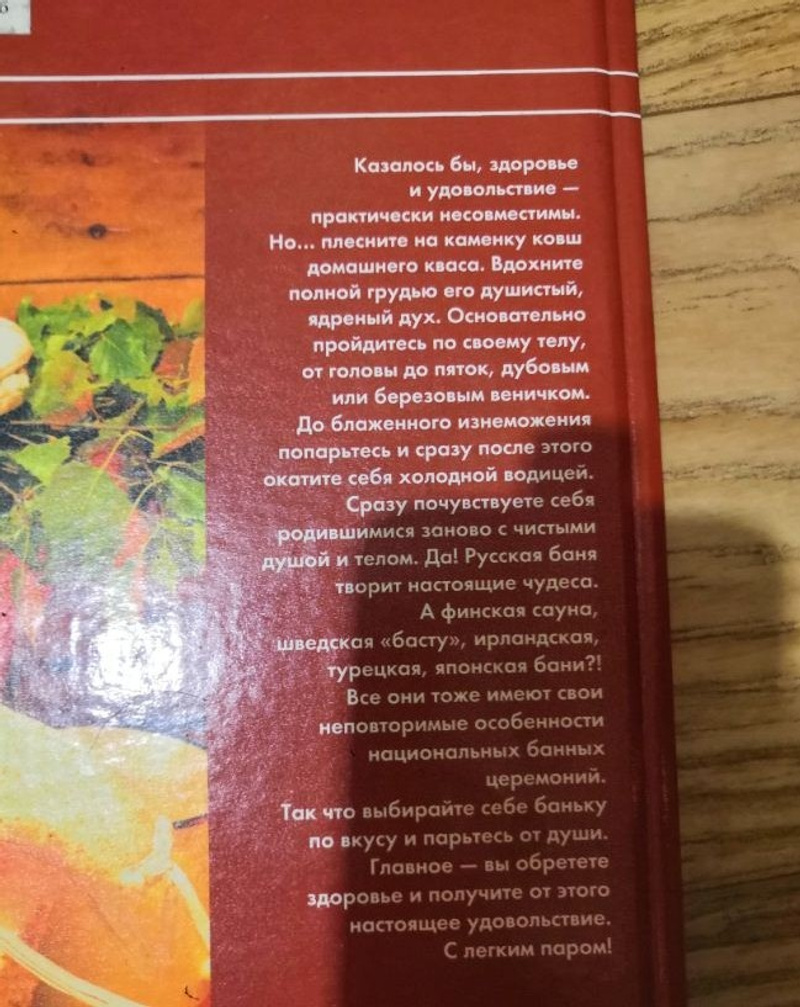 Казалось бы, здоровье
и удовольствие —
практически несовместимы.
Но... плесните на каменку ковш
домашнего кваса. Вдохните
полной грудью его душистый,
ядреный дух. Основательно
пройдитесь по своему телу,
от головы до пяток, дубовым
или березовым веничком.
До блаженного изнеможения
попарьтесь и сразу после этого
окатите себя холодной водицей.
Сразу почувствуете себя
родившимися заново с чистыми
душой и телом. Да! Русская баня
творит настоящие чудеса.
А финская сауна,
шведская «басту», ирландская,
турецкая, японская бани?!
Все они тоже имеют свои
неповторимые особенности
национальных банных
церемоний.
Так что выбирайте себе баньку
по вкусу и парьтесь от души.
Главное — вы обретете
здоровье и получите от этого
настоящее удовольствие.
С легким паром!